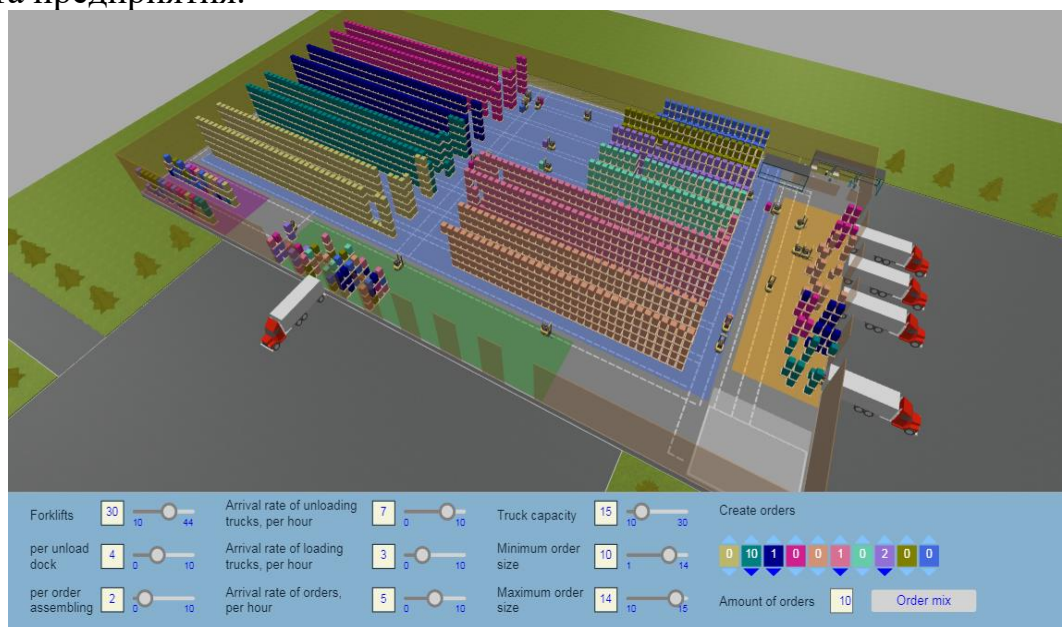 та предприятия.
Forklifts 30 10 44
Arrival rate of unloading trucks, per hour 7 0 10
Truck capacity 15 10 30
Create orders
per unload dock 4 0 10
Arrival rate of loading trucks, per hour 3 0 10
Minimum order size 10 1 14
0 10 1 0 0 1 0 2 0 0
per order assembling 2 0 10
Arrival rate of orders, per hour 5 0 10
Maximum order size 14 10 15
Amount of orders 10 Order mix